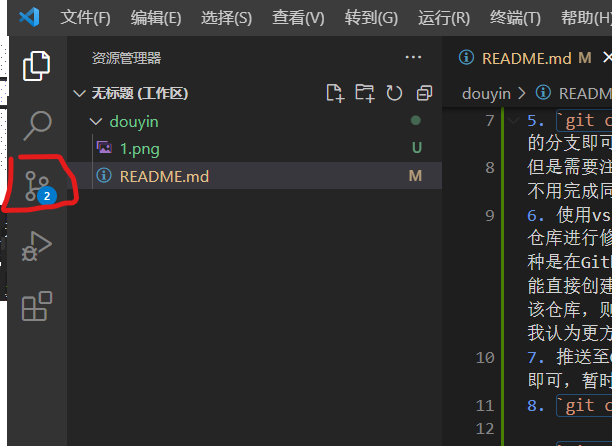 文件(F) 编辑(E) 选择(S) 查看(V) 转到(G) 运行(R) 终端(T) 帮助(H)
资源管理器 ···
无标题 (工作区)
douyin
1.png U
README.md M
2
README.md M
douyin > README
7 5. `git c
的分支即可
8 但是需要注
不用完成同
9 6. 使用vs
仓库进行修
种是在Gith
能直接创建
该仓库，则
我认为更方
10 7. 推送至
即可，暂时
11 8. `git c
12